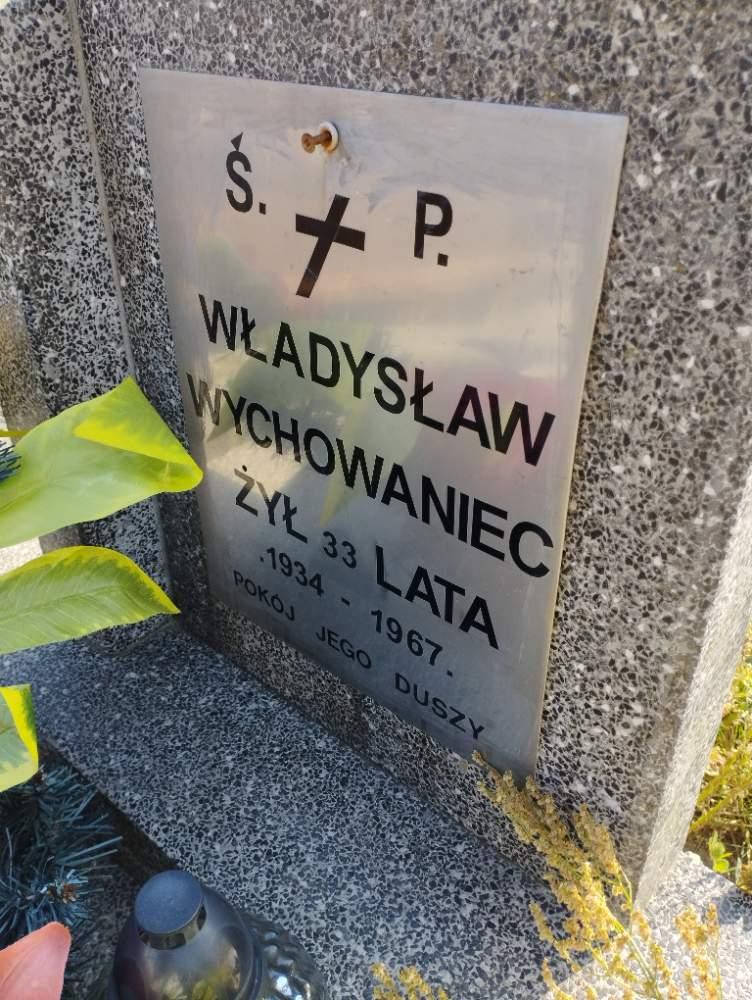 Ś. P.
WŁADYSŁAW
WYCHOWANIEC
ŻYŁ 33 LATA
.1934 - 1967.
POKÓJ JEGO DUSZY